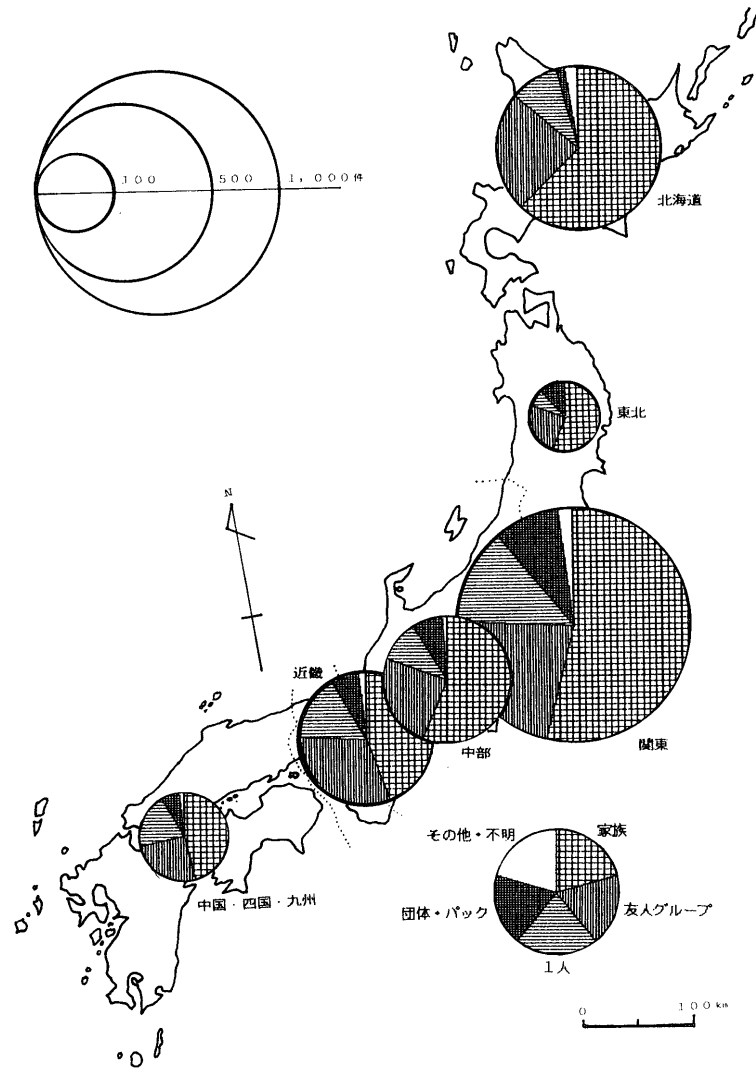 100 500 1,000件
北海道
東北
N
近畿
中部
関東
中国・四国・九州
その他・不明
家族
団体・パック
友人グループ
1人
0 100km